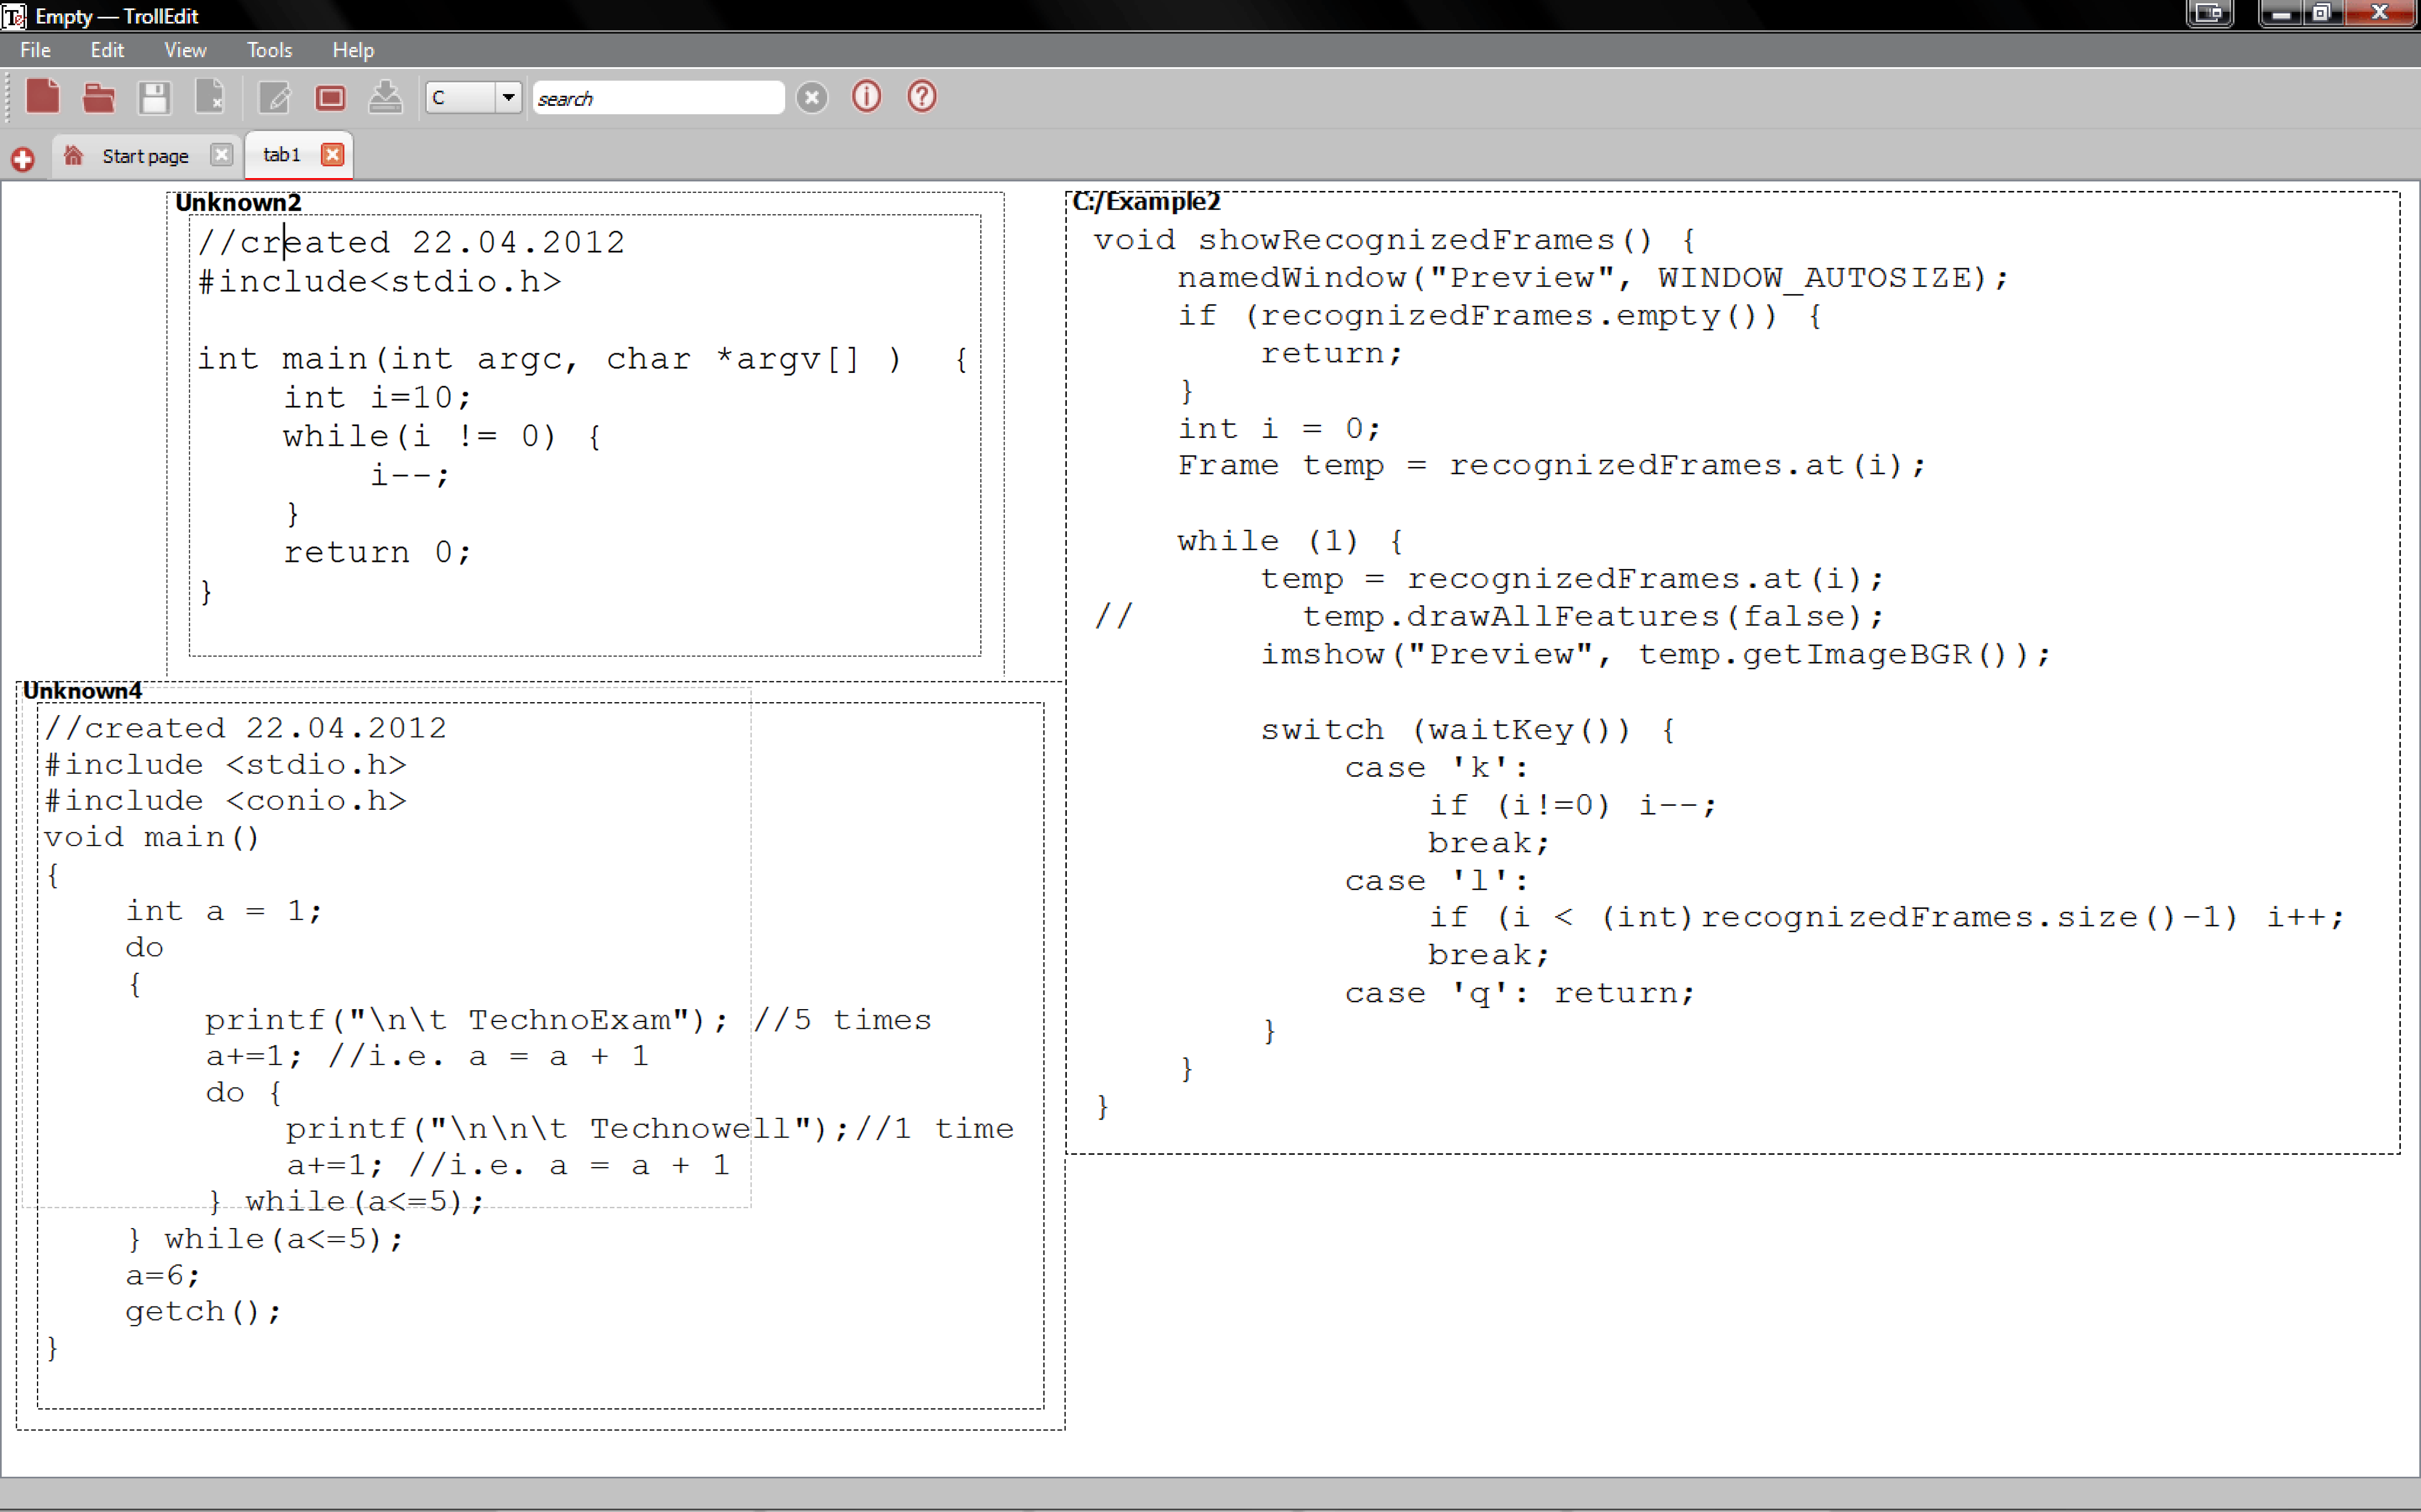 Empty — TrollEdit
File Edit View Tools Help
C search
Start page tab1
Unknown2
//created 22.04.2012
#include<stdio.h>
int main(int argc, char *argv[] )  {
    int i=10;
    while(i != 0) {
        i--;
    }
    return 0;
}
Unknown4
//created 22.04.2012
#include <stdio.h>
#include <conio.h>
void main()
{
    int a = 1;
    do
    {
        printf("\n\t TechnoExam"); //5 times
        a+=1; //i.e. a = a + 1
        do {
            printf("\n\n\t Technowell");//1 time
            a+=1; //i.e. a = a + 1
        } while(a<=5);
    } while(a<=5);
    a=6;
    getch();
}
C:/Example2
void showRecognizedFrames() {
    namedWindow("Preview", WINDOW_AUTOSIZE);
    if (recognizedFrames.empty()) {
        return;
    }
    int i = 0;
    Frame temp = recognizedFrames.at(i);
    while (1) {
        temp = recognizedFrames.at(i);
//        temp.drawAllFeatures(false);
        imshow("Preview", temp.getImageBGR());
        switch (waitKey()) {
            case 'k':
                if (i!=0) i--;
                break;
            case 'l':
                if (i < (int)recognizedFrames.size()-1) i++;
                break;
            case 'q': return;
        }
    }
}